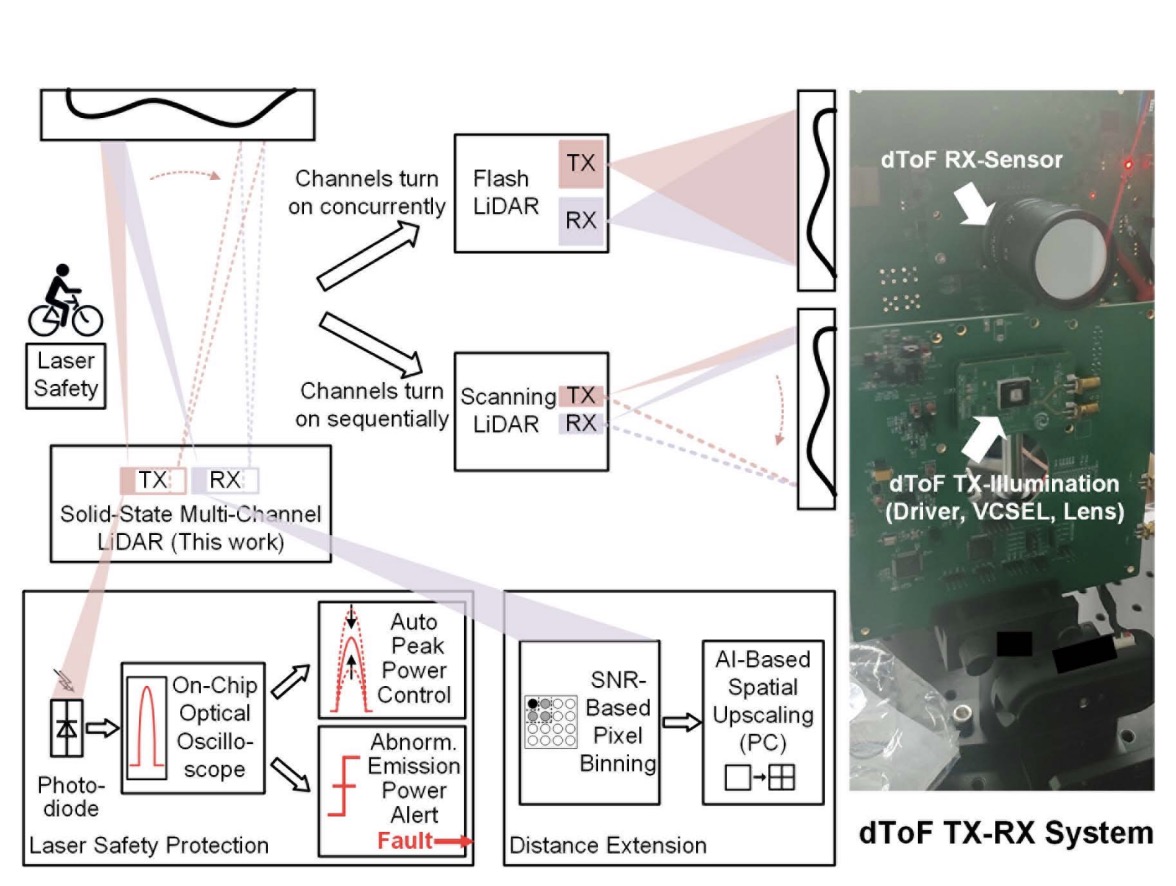 Channels turn
on concurrently
Flash
LiDAR
TX
RX
Laser
Safety
Channels turn
on sequentially
Scanning
LiDAR
TX
RX
TX
RX
Solid-State Multi-Channel
LiDAR (This work)
Photo-
diode
On-Chip
Optical
Oscillo-
scope
Auto
Peak
Power
Control
Abnorm.
Emission
Power
Alert
Fault
Laser Safety Protection
SNR-
Based
Pixel
Binning
AI-Based
Spatial
Upscaling
(PC)
Distance Extension
dToF RX-Sensor
dToF TX-Illumination
(Driver, VCSEL, Lens)
dToF TX-RX System